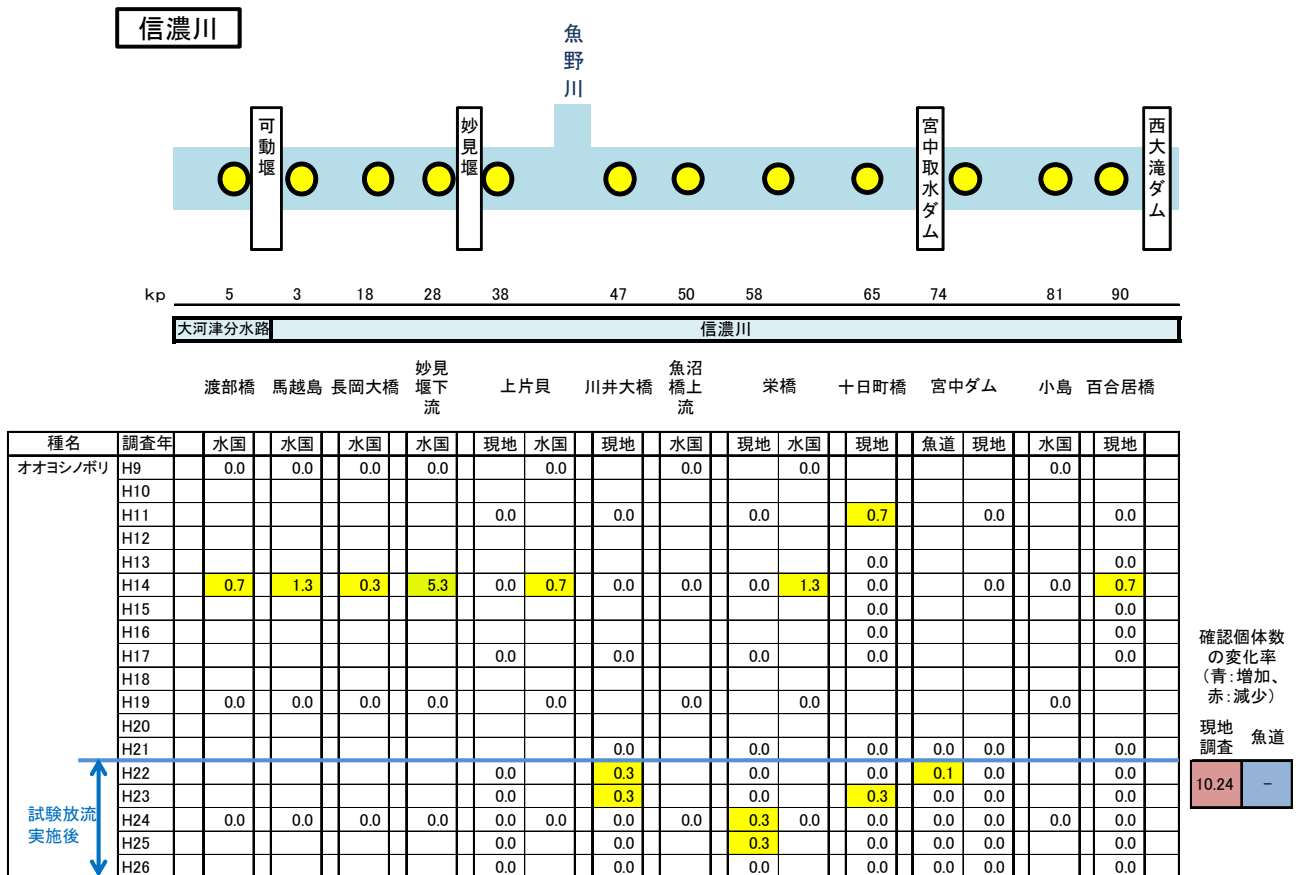 信濃川
魚野川
可動堰
妙見堰
宮中取水ダム
西大滝ダム
kp 5 3 18 28 38 47 50 58 65 74 81 90
大河津分水路 信濃川
渡部橋 馬越島 長岡大橋 妙見堰下流 上片貝 川井大橋 魚沼橋上流 栄橋 十日町橋 宮中ダム 小島 百合居橋
種名 調査年 水国 水国 水国 水国 現地 水国 現地 水国 現地 水国 現地 魚道 現地 水国 現地
オオヨシノボリ H9 0.0 0.0 0.0 0.0 0.0 0.0 0.0 0.0
H10
H11 0.0 0.0 0.0 0.7 0.0 0.0
H12
H13 0.0 0.0
H14 0.7 1.3 0.3 5.3 0.0 0.7 0.0 0.0 0.0 1.3 0.0 0.0 0.0 0.7
H15 0.0 0.0
H16 0.0 0.0
H17 0.0 0.0 0.0 0.0 0.0
H18
H19 0.0 0.0 0.0 0.0 0.0 0.0 0.0 0.0
H20
H21 0.0 0.0 0.0 0.0 0.0 0.0
H22 0.0 0.3 0.0 0.0 0.1 0.0 0.0
H23 0.0 0.3 0.0 0.3 0.0 0.0 0.0
H24 0.0 0.0 0.0 0.0 0.0 0.0 0.0 0.0 0.3 0.0 0.0 0.0 0.0 0.0 0.0
H25 0.0 0.0 0.3 0.0 0.0 0.0 0.0
H26 0.0 0.0 0.0 0.0 0.0 0.0 0.0
試験放流
実施後
確認個体数
の変化率
（青：増加、
赤：減少）
現地調査 魚道
10.24 －